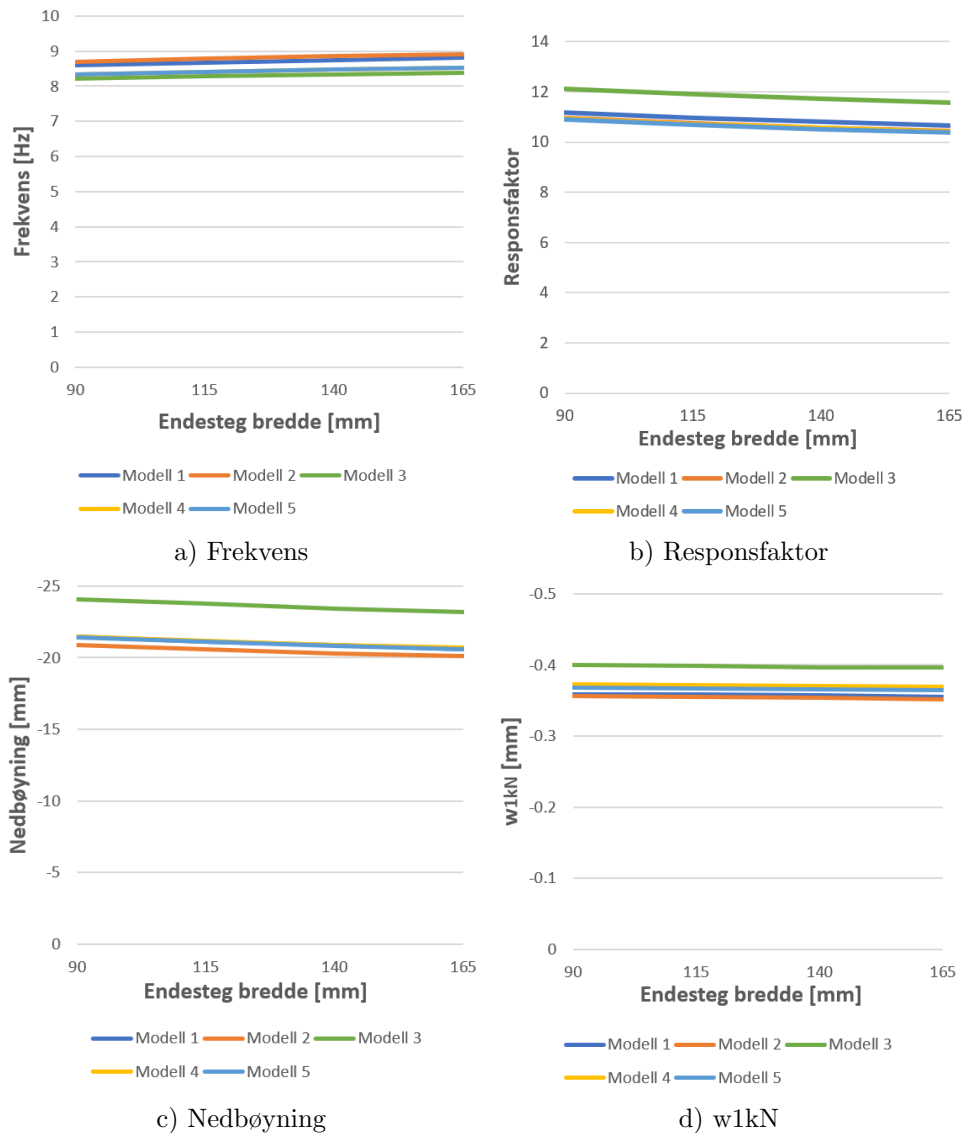 10
9
8
7
6
5
4
3
2
1
0
Frekvens [Hz]
90 115 140 165
Endesteg bredde [mm]
Modell 1 Modell 2 Modell 3
Modell 4 Modell 5
a) Frekvens
14
12
10
8
6
4
2
0
Responsfaktor
90 115 140 165
Endesteg bredde [mm]
Modell 1 Modell 2 Modell 3
Modell 4 Modell 5
b) Responsfaktor
-25
-20
-15
-10
-5
0
Nedbøyning [mm]
90 115 140 165
Endesteg bredde [mm]
Modell 1 Modell 2 Modell 3
Modell 4 Modell 5
c) Nedbøyning
-0.5
-0.4
-0.3
-0.2
-0.1
0
w1kN [mm]
90 115 140 165
Endesteg bredde [mm]
Modell 1 Modell 2 Modell 3
Modell 4 Modell 5
d) w1kN